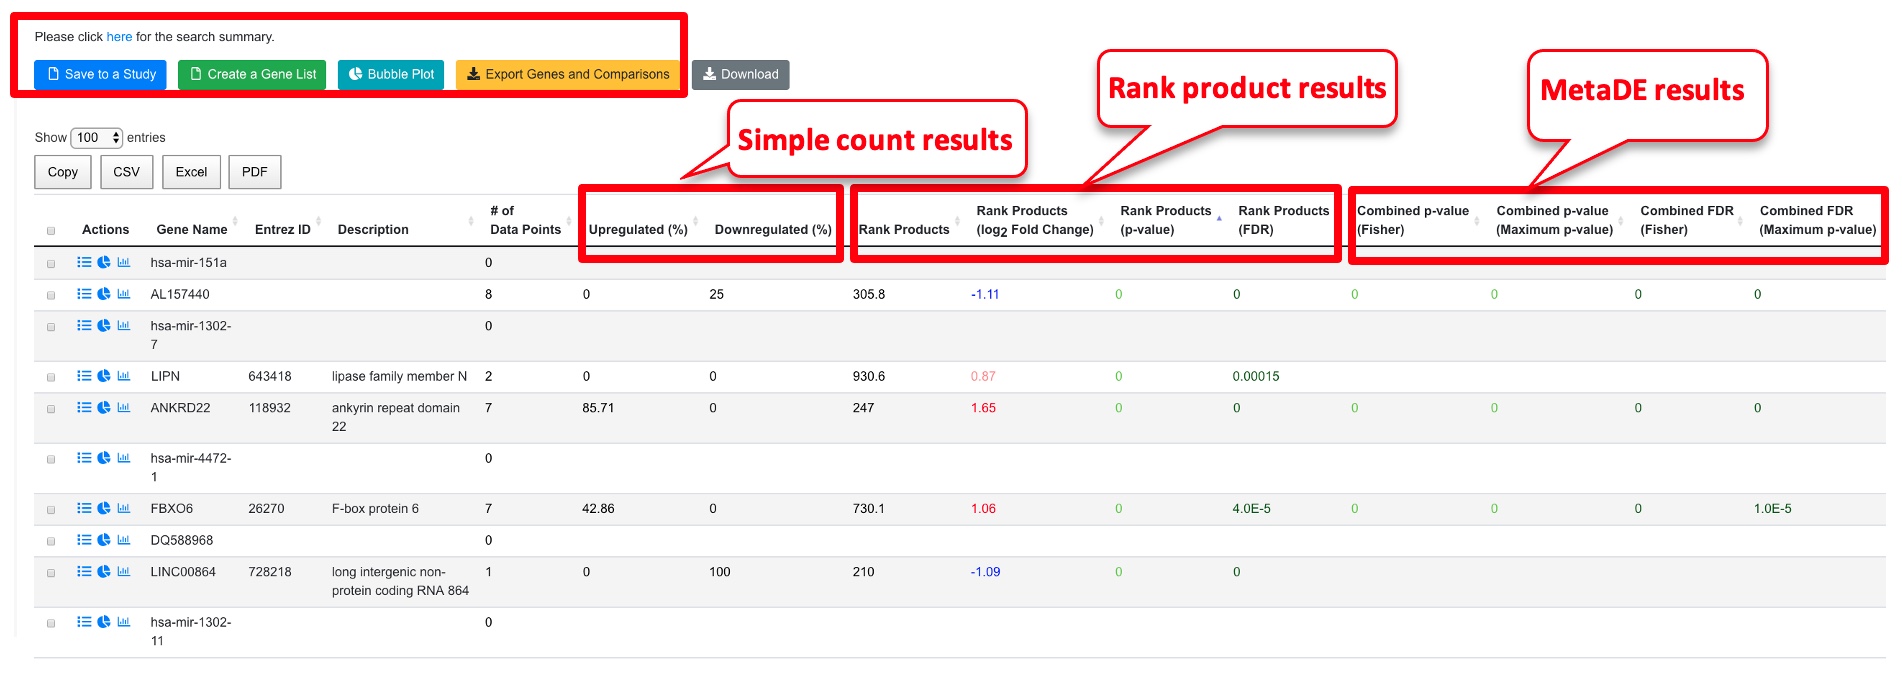 Please click here for the search summary.
Save to a Study Create a Gene List Bubble Plot Export Genes and Comparisons Download
Rank product results
MetaDE results
Simple count results
Show 100 entries
Copy CSV Excel PDF
Actions Gene Name Entrez ID Description # of Data Points Upregulated (%) Downregulated (%) Rank Products Rank Products (log2 Fold Change) Rank Products (p-value) Rank Products (FDR) Combined p-value (Fisher) Combined p-value (Maximum p-value) Combined FDR (Fisher) Combined FDR (Maximum p-value)
hsa-mir-151a 0
AL157440 8 0 25 305.8 -1.11 0 0 0 0 0 0
hsa-mir-1302-
7
0
LIPN 643418 lipase family member N 2 0 0 930.6 0.87 0 0.00015
ANKRD22 118932 ankyrin repeat domain
22
7 85.71 0 247 1.65 0 0 0 0 0 0
hsa-mir-4472-
1
0
FBXO6 26270 F-box protein 6 7 42.86 0 730.1 1.06 0 4.0E-5 0 0 0 1.0E-5
DQ588968 0
LINC00864 728218 long intergenic non-
protein coding RNA 864
1 0 100 210 -1.09 0 0
hsa-mir-1302-
11
0